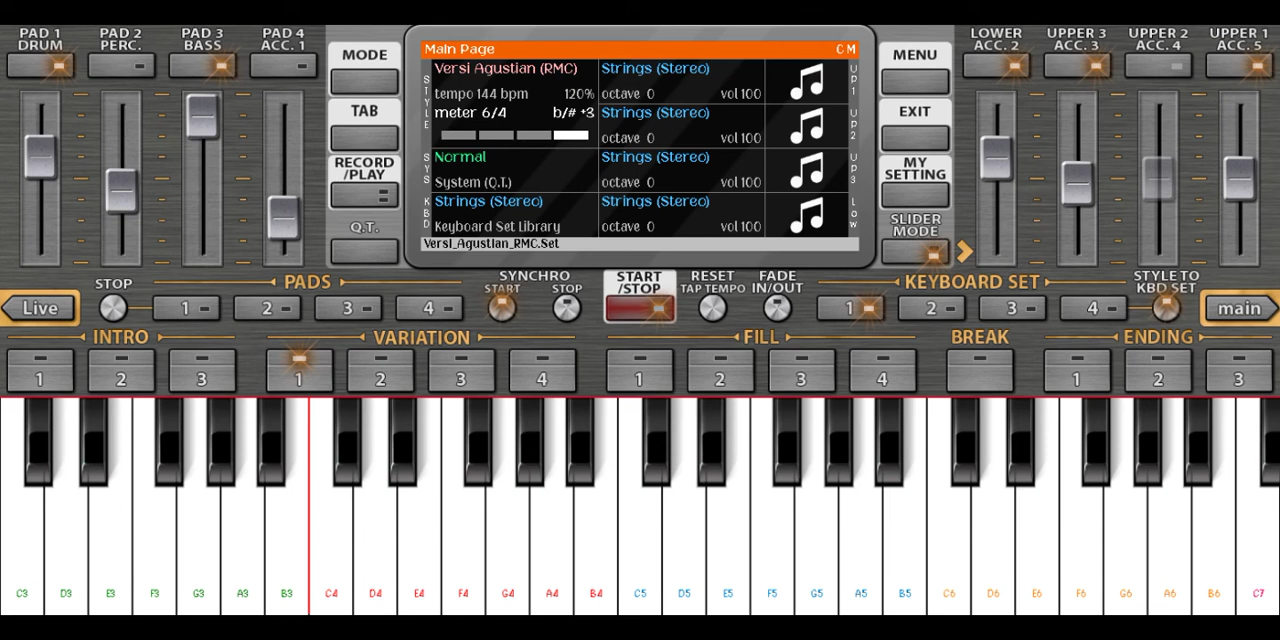 PAD 1
DRUM
PAD 2
PERC.
PAD 3
BASS
PAD 4
ACC. 1
MODE
TAB
RECORD
/PLAY
Q.T.
Main Page
C M
STYLE
Versi Agustian (RMC)
tempo 144 bpm 120%
meter 6/4 b/# +3
SYS
Normal
System (Q.T.)
KBD
Strings (Stereo)
Keyboard Set Library
Strings (Stereo)
octave 0 vol 100
UP1
Strings (Stereo)
octave 0 vol 100
UP2
Strings (Stereo)
octave 0 vol 100
UP3
Strings (Stereo)
octave 0 vol 100
Low
Versi_Agustian_RMC.Set
MENU
EXIT
MY
SETTING
SLIDER
MODE
LOWER
ACC. 2
UPPER 3
ACC. 3
UPPER 2
ACC. 4
UPPER 1
ACC. 5
Live
STOP
PADS
1 2 3 4
SYNCHRO
START STOP
START
/STOP
RESET
TAP TEMPO
FADE
IN/OUT
KEYBOARD SET
1 2 3 4
STYLE TO
KBD SET
main
INTRO
1 2 3
VARIATION
1 2 3 4
FILL
1 2 3 4
BREAK
ENDING
1 2 3
C3 D3 E3 F3 G3 A3 B3 C4 D4 E4 F4 G4 A4 B4 C5 D5 E5 F5 G5 A5 B5 C6 D6 E6 F6 G6 A6 B6 C7